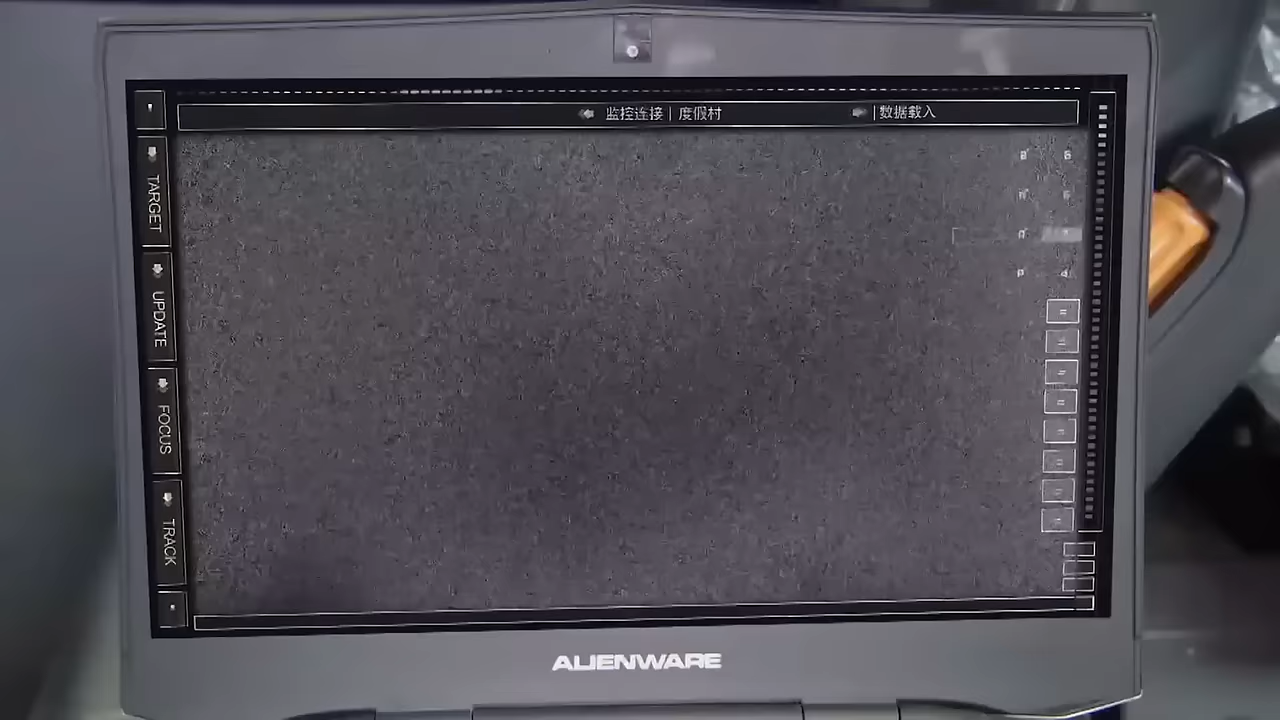 监控连接 | 度假村
| 数据载入
TARGET
UPDATE
FOCUS
TRACK
ALIENWARE